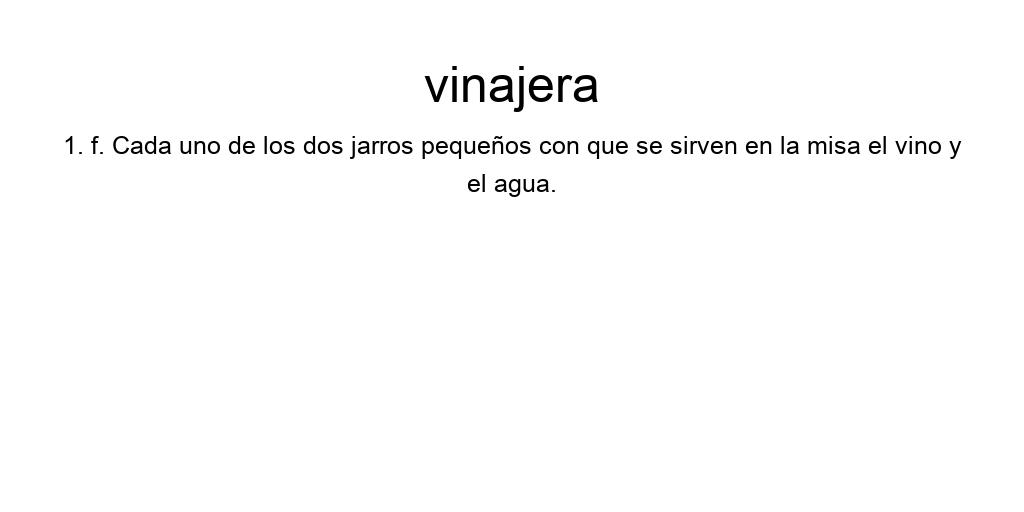 vinajera
1. f. Cada uno de los dos jarros pequeños con que se sirven en la misa el vino y
el agua.